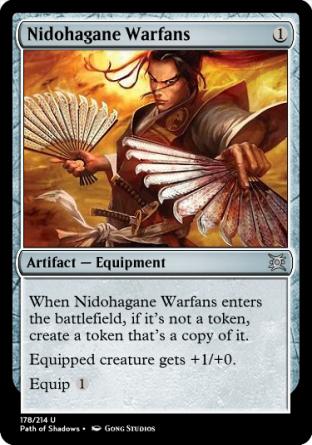 Nidohagane Warfans 1
Artifact — Equipment
When Nidohagane Warfans enters
the battlefield, if it's not a token,
create a token that's a copy of it.
Equipped creature gets +1/+0.
Equip 1
178/214 U
Path of Shadows • Gong Studios